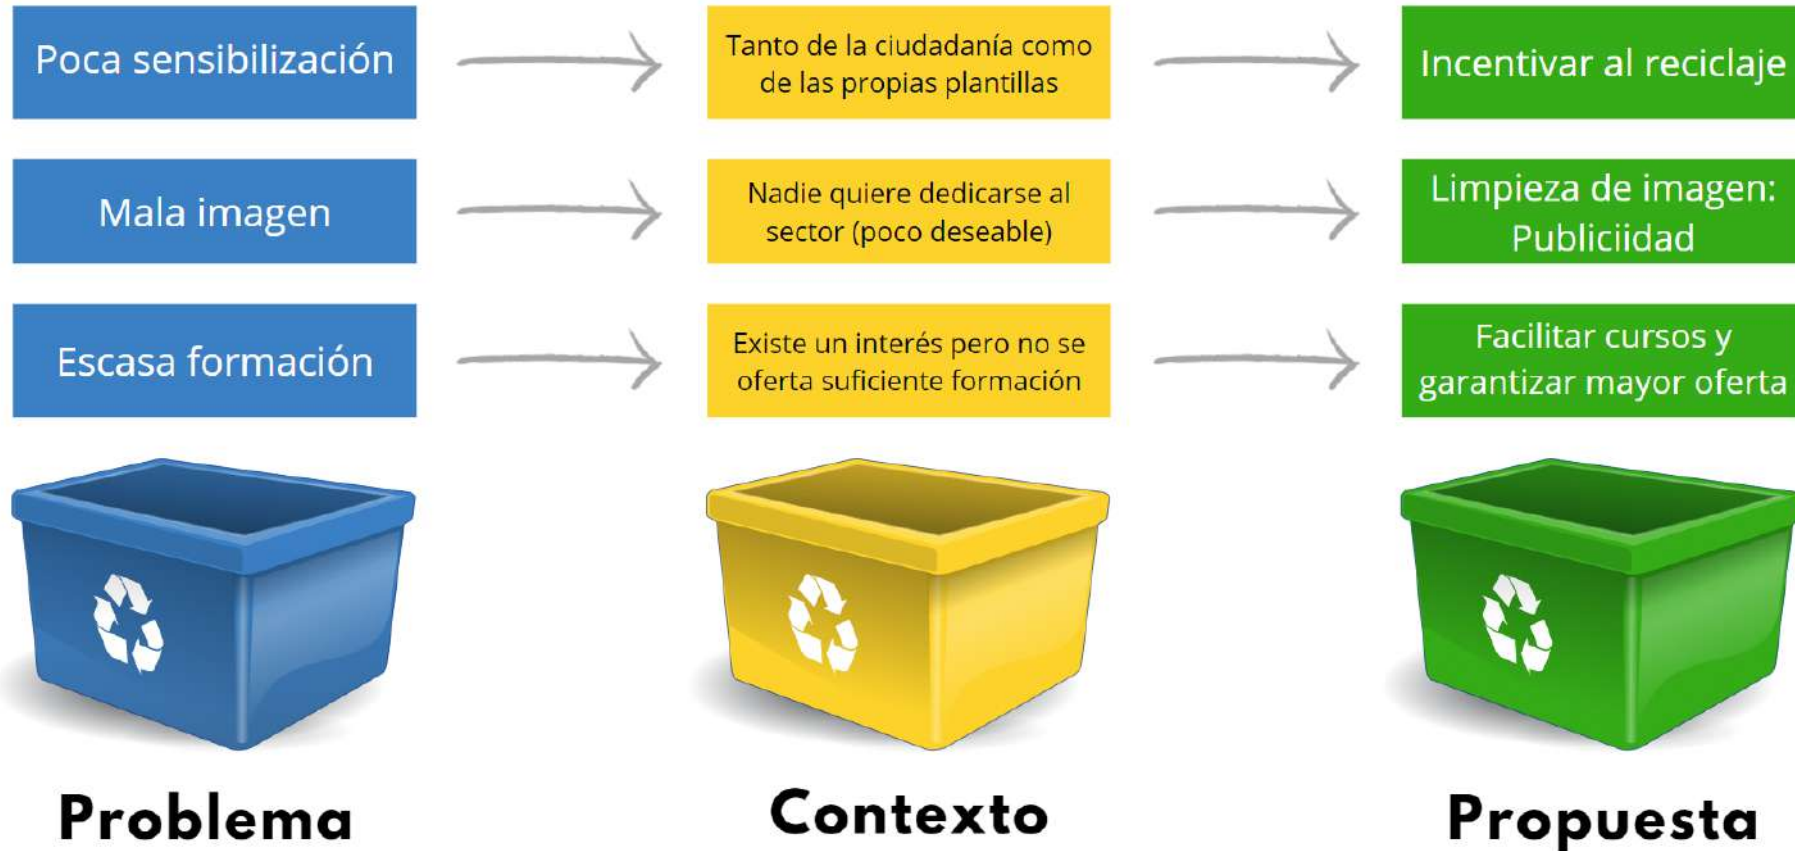 Poca sensibilización
Tanto de la ciudadanía como
de las propias plantillas
Incentivar al reciclaje
Mala imagen
Nadie quiere dedicarse al
sector (poco deseable)
Limpieza de imagen:
Publiciidad
Escasa formación
Existe un interés pero no se
oferta suficiente formación
Facilitar cursos y
garantizar mayor oferta
Problema
Contexto
Propuesta